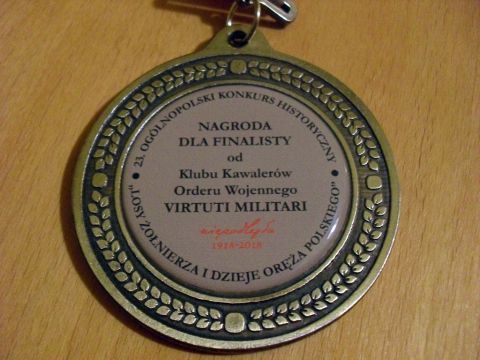 23. OGÓLNOPOLSKI KONKURS HISTORYCZNY
NAGRODA
DLA FINALISTY
od
Klubu Kawalerów
Orderu Wojennego
VIRTUTI MILITARI
niepodległa
1918-2018
"LOSY ŻOŁNIERZA I DZIEJE ORĘŻA POLSKIEGO"